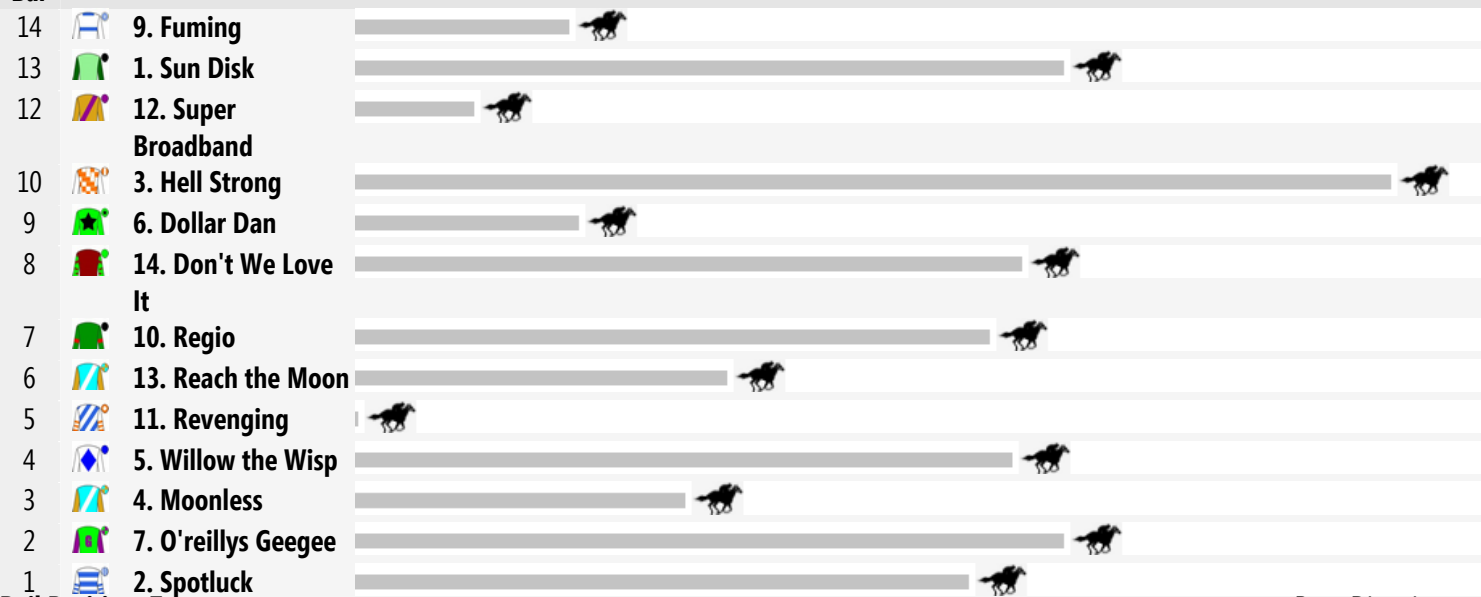 14 9. Fuming
13 1. Sun Disk
12 12. Super
Broadband
10 3. Hell Strong
9 6. Dollar Dan
8 14. Don't We Love
It
7 10. Regio
6 13. Reach the Moon
5 11. Revenging
4 5. Willow the Wisp
3 4. Moonless
2 7. O'reillys Geegee
G
1 2. Spotluck